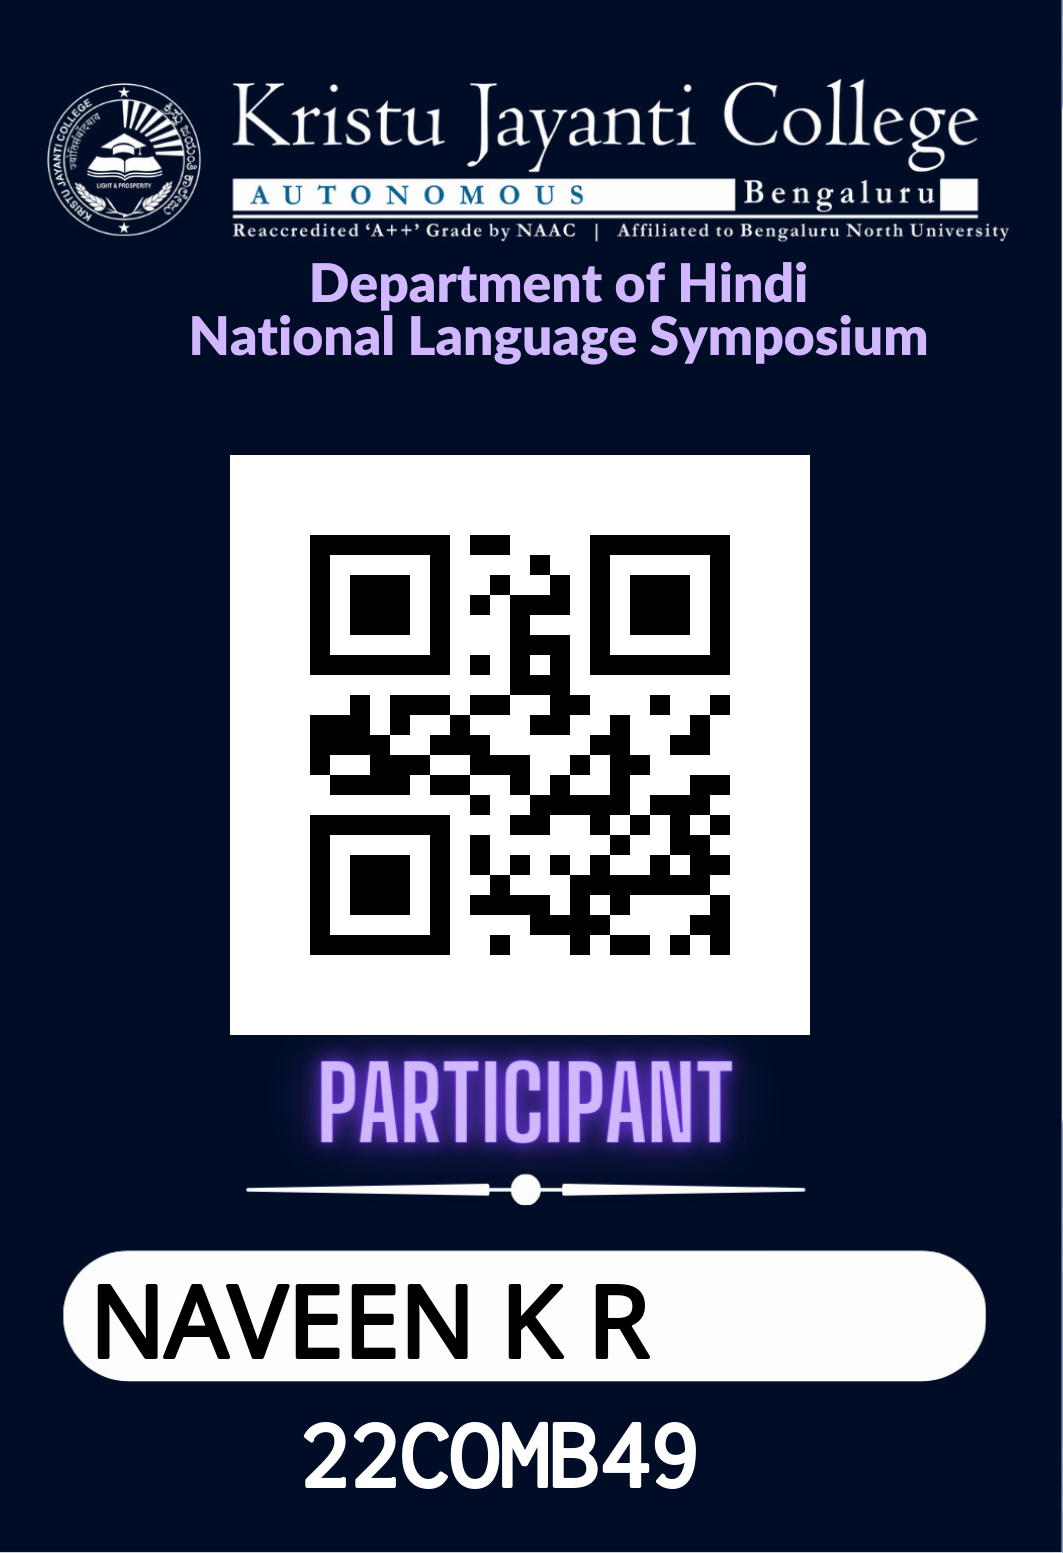 Kristu Jayanti College
AUTONOMOUS Bengaluru
Reaccredited ‘A++’ Grade by NAAC | Affiliated to Bengaluru North University
KRISTU JAYANTI COLLEGE
LIGHT & PROSPERITY
Department of Hindi
National Language Symposium
PARTICIPANT
NAVEEN K R
22COMB49